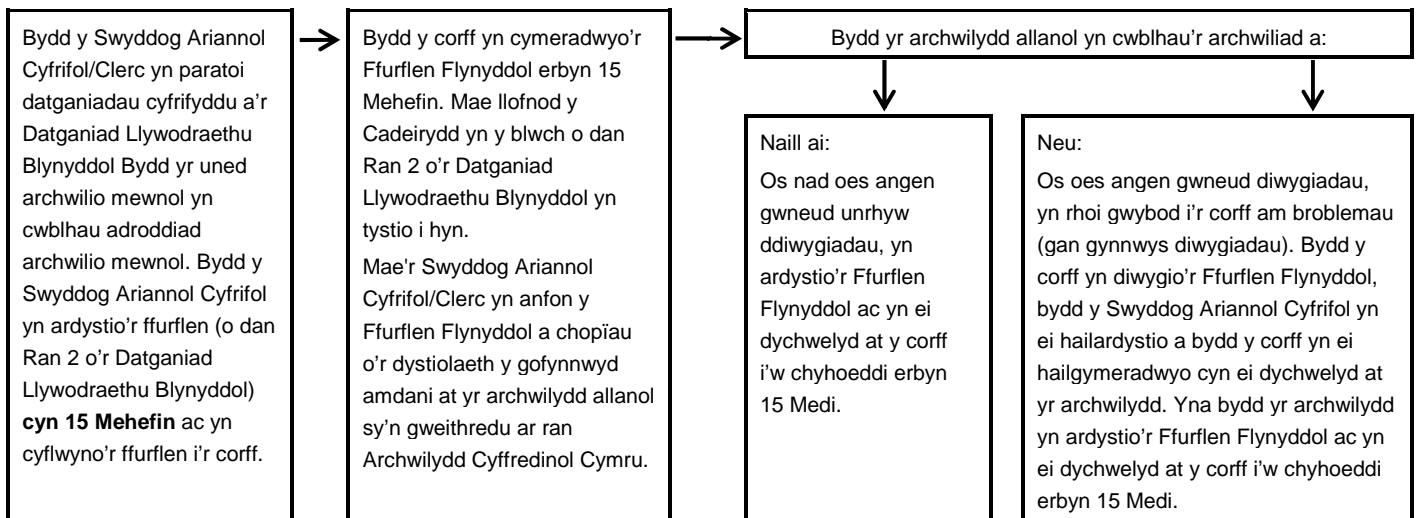 Bydd y Swyddog Ariannol
Cyfrifol/Clerc yn paratoi
datganiadau cyfrifyddu a'r
Datganiad Llywodraethu
Blynyddol Bydd yr uned
archwilio mewnol yn
cwblhau adroddiad
archwilio mewnol. Bydd y
Swyddog Ariannol Cyfrifol
yn ardystio'r ffurflen (o dan
Ran 2 o'r Datganiad
Llywodraethu Blynyddol)
cyn 15 Mehefin ac yn
cyflwyno'r ffurflen i'r corff.
Bydd y corff yn cymeradwyo'r
Ffurflen Flynyddol erbyn 15
Mehefin. Mae llofnod y
Cadeirydd yn y blwch o dan
Ran 2 o'r Datganiad
Llywodraethu Blynyddol yn
tystio i hyn.
Mae'r Swyddog Ariannol
Cyfrifol/Clerc yn anfon y
Ffurflen Flynyddol a chopïau
o'r dystiolaeth y gofynnwyd
amdani at yr archwilydd allanol
sy'n gweithredu ar ran
Archwilydd Cyffredinol Cymru.
Bydd yr archwilydd allanol yn cwblhau'r archwiliad a:
Naill ai:
Os nad oes angen
gwneud unrhyw
ddiwygiadau, yn
ardystio'r Ffurflen
Flynyddol ac yn ei
dychwelyd at y corff
i'w chyhoeddi erbyn
15 Medi.
Neu:
Os oes angen gwneud diwygiadau,
yn rhoi gwybod i'r corff am broblemau
(gan gynnwys diwygiadau). Bydd y
corff yn diwygio'r Ffurflen Flynyddol,
bydd y Swyddog Ariannol Cyfrifol yn
ei hailardystio a bydd y corff yn ei
hailgymeradwyo cyn ei dychwelyd at
yr archwilydd. Yna bydd yr archwilydd
yn ardystio'r Ffurflen Flynyddol ac yn
ei dychwelyd at y corff i'w chyhoeddi
erbyn 15 Medi.